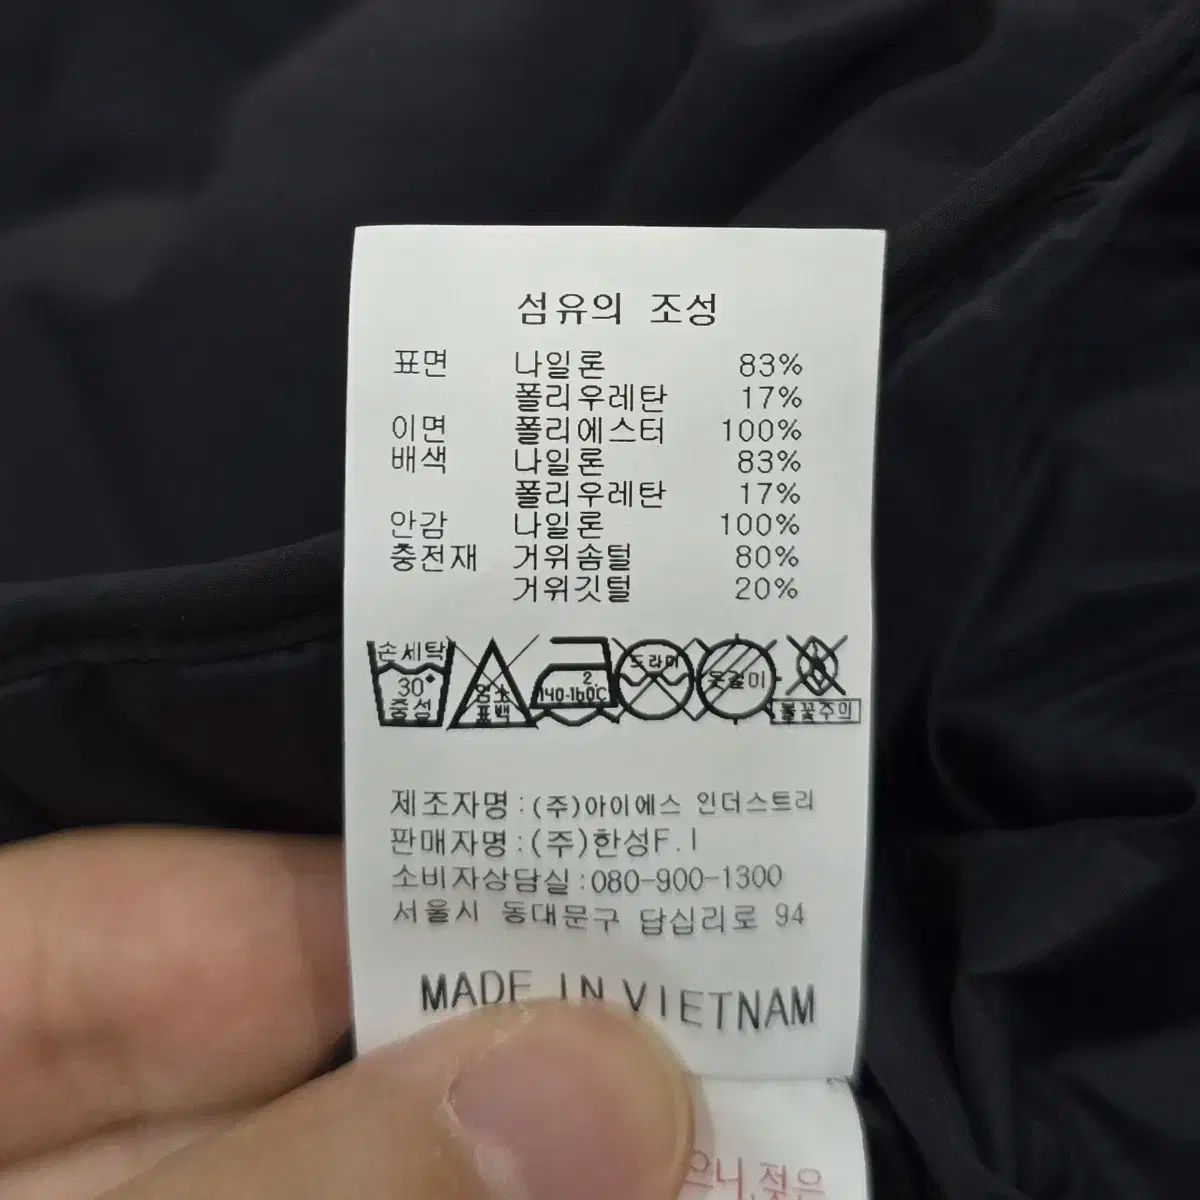 섬유의 조성
표면 나일론 83%
폴리우레탄 17%
이면 폴리에스터 100%
배색 나일론 83%
폴리우레탄 17%
안감 나일론 100%
충전재 거위솜털 80%
거위깃털 20%
손세탁 30° 중성 염소 표백 2. 140-160℃ 드라이 옷걸이 불꽃주의
제조자명:(주)아이에스 인더스트리
판매자명:(주)한성F.I
소비자상담실:080-900-1300
서울시 동대문구 답십리로 94
MADE IN VIETNAM
젖은